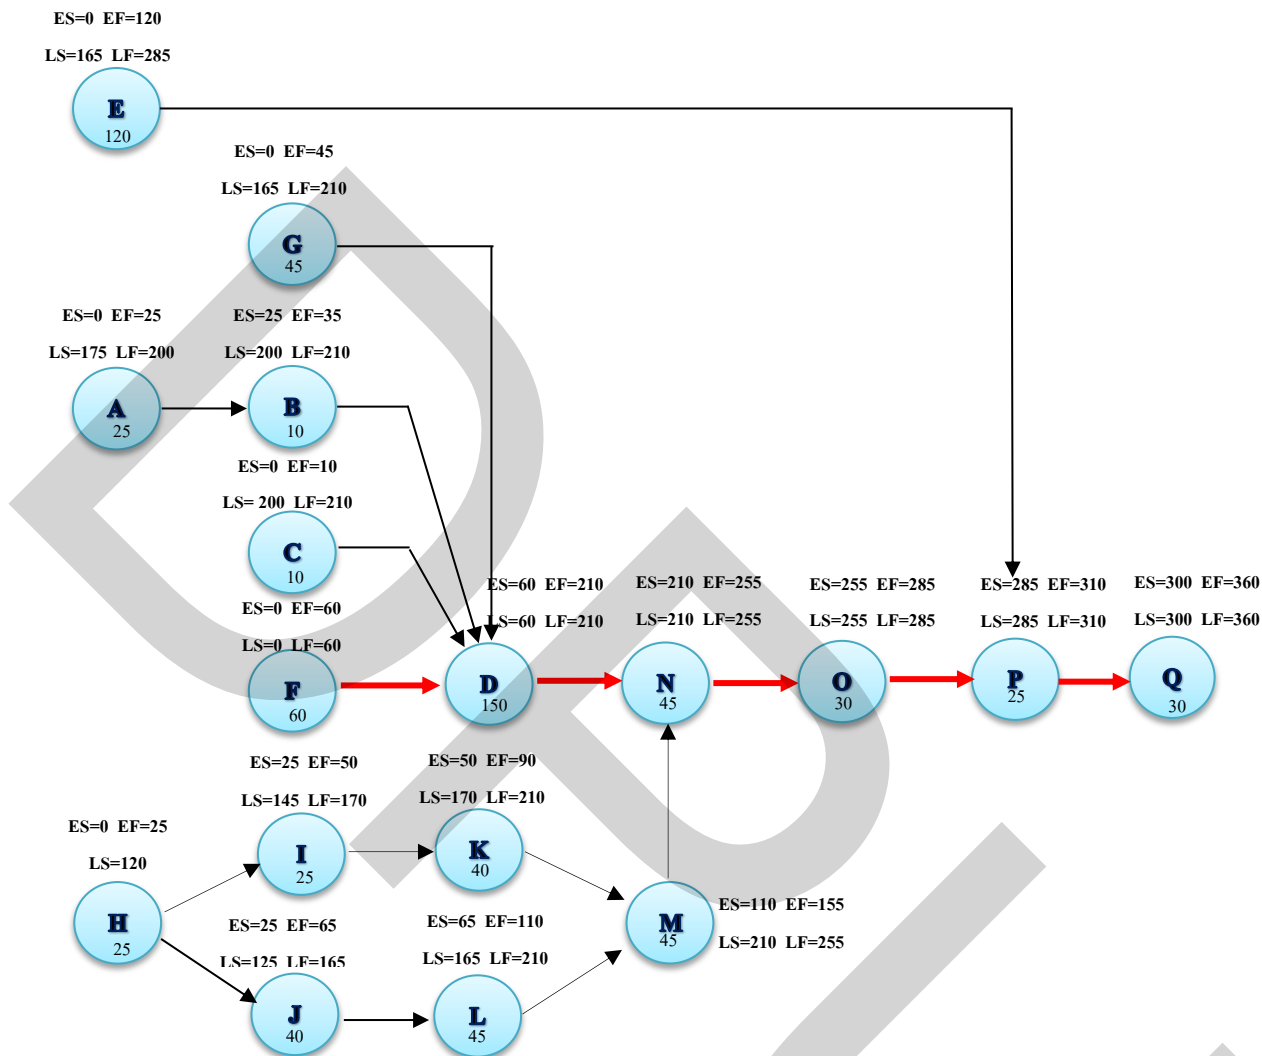 ES=0 EF=120
LS=165 LF=285
E
120
ES=0 EF=45
LS=165 LF=210
G
45
ES=0 EF=25
LS=175 LF=200
A
25
ES=25 EF=35
LS=200 LF=210
B
10
ES=0 EF=10
LS= 200 LF=210
C
10
ES=0 EF=60
LS=0 LF=60
F
60
ES=60 EF=210
LS=60 LF=210
D
150
ES=210 EF=255
LS=210 LF=255
N
45
ES=255 EF=285
LS=255 LF=285
O
30
ES=285 EF=310
LS=285 LF=310
P
25
ES=300 EF=360
LS=300 LF=360
Q
30
ES=0 EF=25
LS=120
H
25
ES=25 EF=50
LS=145 LF=170
I
25
ES=50 EF=90
LS=170 LF=210
K
40
ES=25 EF=65
LS=125 LF=165
J
40
ES=65 EF=110
LS=165 LF=210
L
45
ES=110 EF=155
LS=210 LF=255
M
45